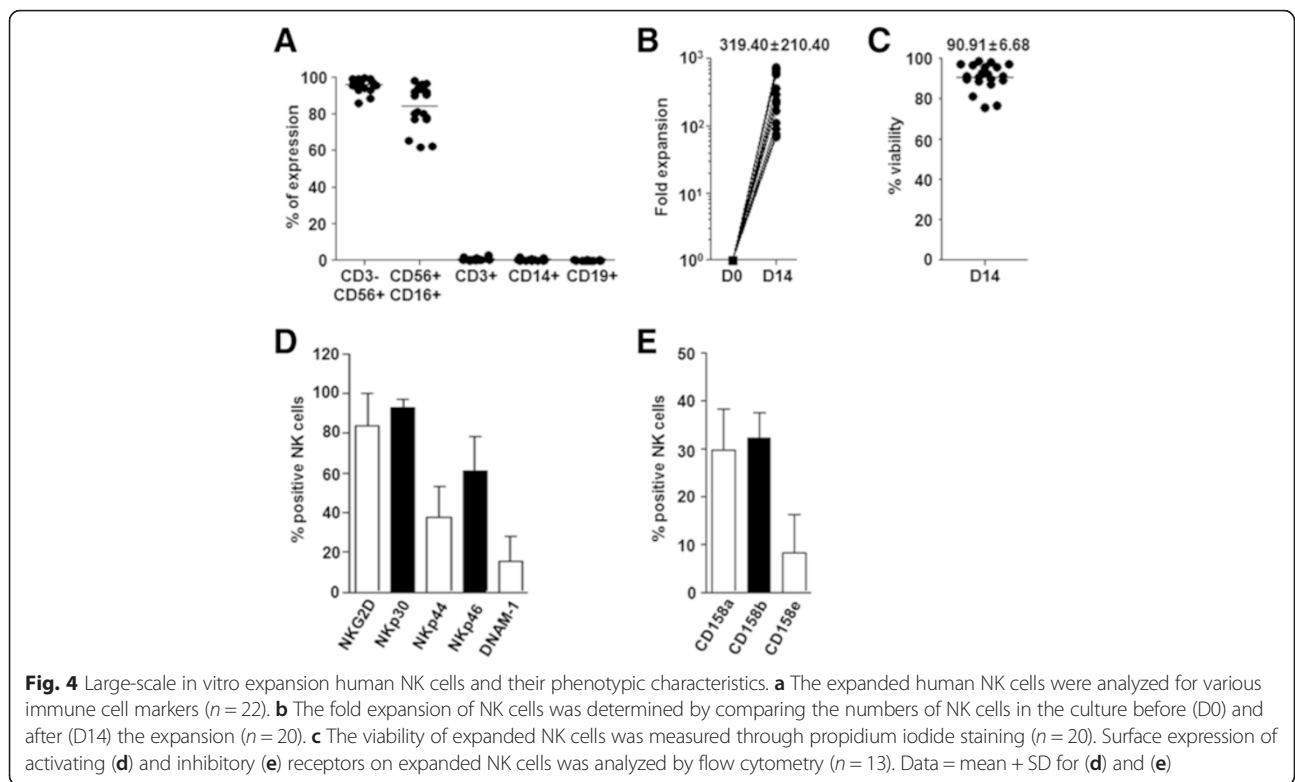 A
% of expression
100
80
60
40
20
0
CD3-
CD56+
CD56+
CD16+
CD3+
CD14+
CD19+
B
319.40±210.40
Fold expansion
10³
10²
10¹
10⁰
D0
D14
C
90.91±6.68
% viability
100
80
60
40
20
0
D14
D
% positive NK cells
120
100
80
60
40
20
0
NKG2D
NKp30
NKp44
NKp46
DNAM-1
E
% positive NK cells
50
40
30
20
10
0
CD158a
CD158b
CD158e
Fig. 4 Large-scale in vitro expansion human NK cells and their phenotypic characteristics. a The expanded human NK cells were analyzed for various
immune cell markers (n = 22). b The fold expansion of NK cells was determined by comparing the numbers of NK cells in the culture before (D0) and
after (D14) the expansion (n = 20). c The viability of expanded NK cells was measured through propidium iodide staining (n = 20). Surface expression of
activating (d) and inhibitory (e) receptors on expanded NK cells was analyzed by flow cytometry (n = 13). Data = mean + SD for (d) and (e)